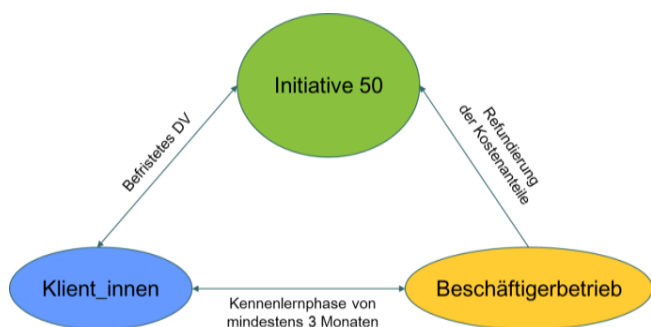 Initiative 50
Befristetes DV
Refundierung
der Kostenanteile
Klient_innen
Kennenlernphase von
mindestens 3 Monaten
Beschäftigerbetrieb